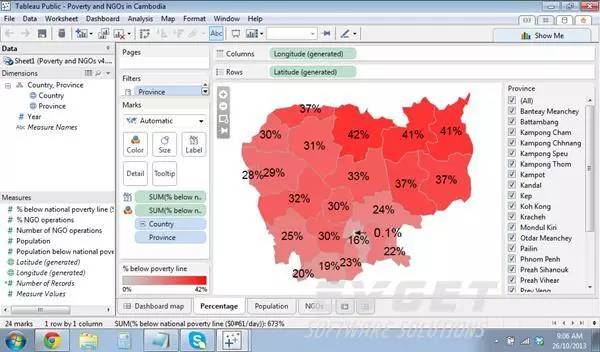 Tableau Public - Poverty and NGOs in Cambodia
File Data Worksheet Dashboard Analysis Map Format Window Help
Abc
Show Me
Data
Sheet1 (Poverty and NGOs v4....
Dimensions
Country, Province
Country
Province
Year
Abc Measure Names
Measures
% below national poverty line (...
% NGO operations
Number of NGO operations
Population
Population below national pov...
Latitude (generated)
Longitude (generated)
Number of Records
Measure Values
Pages
Filters
Province
Marks
Automatic
Color Size Label
Detail Tooltip
SUM(% below n..
SUM(% below n..
Country
Province
% below poverty line
0% 42%
Columns Longitude (generated)
Rows Latitude (generated)
37%
30% 31% 42% 41% 41%
28% 29% 33% 37% 37%
32% 30% 24%
25% 30% 16% 0.1%
20% 19% 23% 22%
Province
(All)
Banteay Meanchey
Battambang
Kampong Cham
Kampong Chhnang
Kampong Speu
Kampong Thom
Kampot
Kandal
Kep
Koh Kong
Kracheh
Mondul Kiri
Otdar Meanchey
Pailin
Phnom Penh
Preah Sihanouk
Preah Vihear
Prey Veng
Dashboard map Percentage Population NGOs
24 marks 1 row by 1 column SUM(% below national poverty line ($0#61/day)): 673%
SOFTWARE SOLUTIONS
9:06 AM
26/10/2013